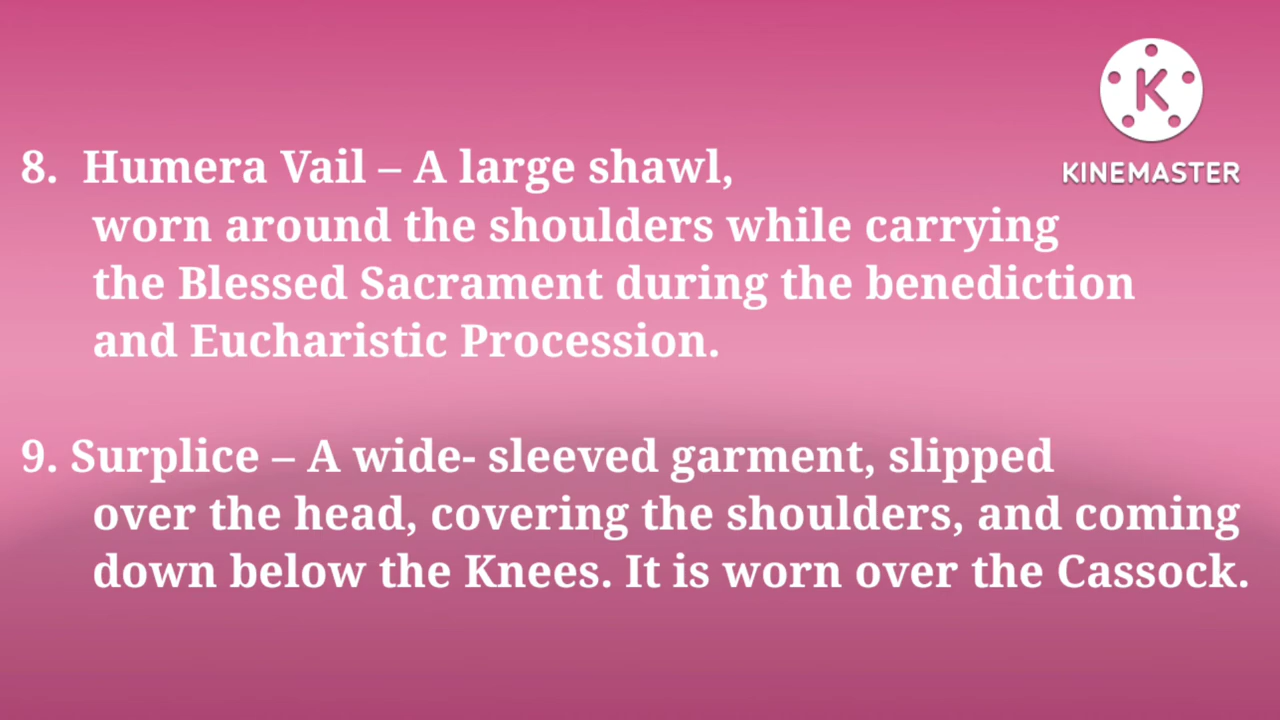 8. Humera Vail – A large shawl,
worn around the shoulders while carrying
the Blessed Sacrament during the benediction
and Eucharistic Procession.
9. Surplice – A wide- sleeved garment, slipped
over the head, covering the shoulders, and coming
down below the Knees. It is worn over the Cassock.
K
KINEMASTER